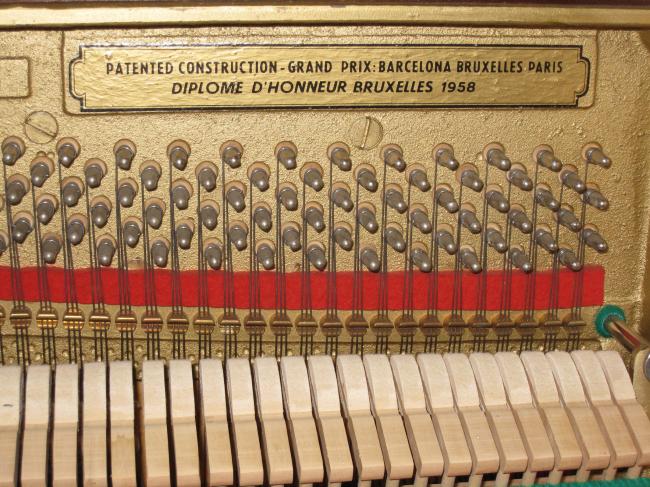 PATENTED CONSTRUCTION - GRAND PRIX: BARCELONA BRUXELLES PARIS
DIPLOME D'HONNEUR BRUXELLES 1958